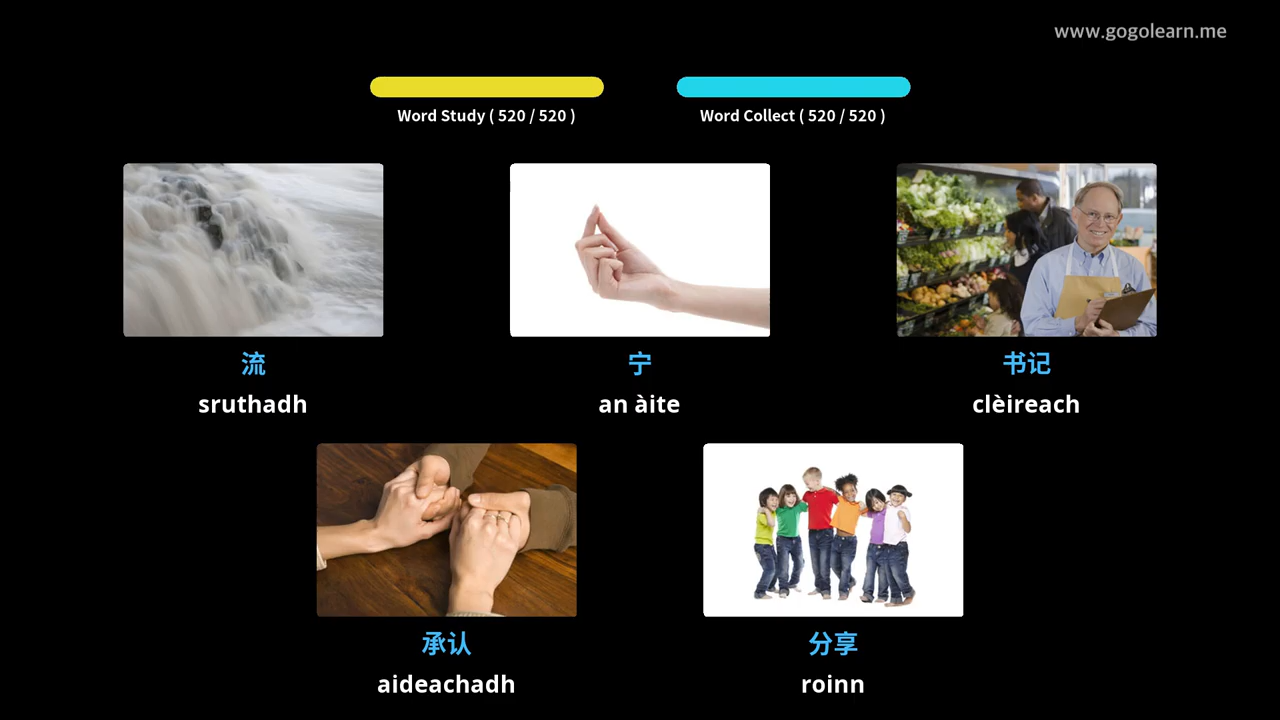 www.gogolearn.me
Word Study ( 520 / 520 )
Word Collect ( 520 / 520 )
流
宁
书记
sruthadh
an àite
clèireach
承认
分享
aideachadh
roinn